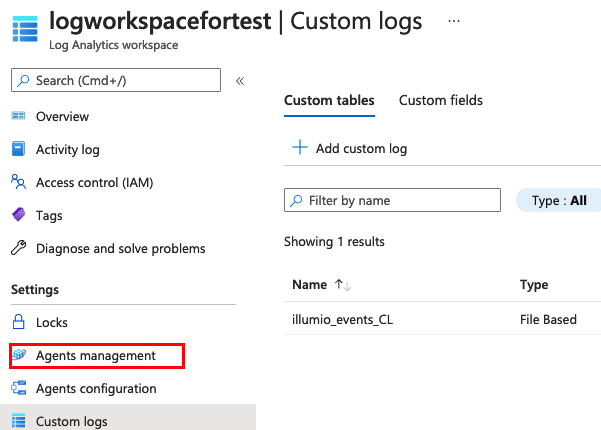 logworkspacefortest | Custom logs ...
Log Analytics workspace
Search (Cmd+/)
«
Overview
Activity log
Access control (IAM)
Tags
Diagnose and solve problems
Settings
Locks
Agents management
Agents configuration
Custom logs
Custom tables Custom fields
+ Add custom log
Filter by name
Type : All
Showing 1 results
Name ↑↓ Type
illumio_events_CL File Based